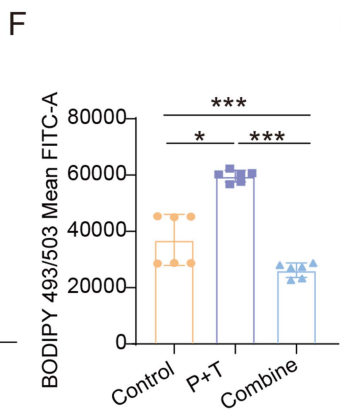 F
BODIPY 493/503 Mean FITC-A
80000
60000
40000
20000
0
***
*
***
Control
P+T
Combine